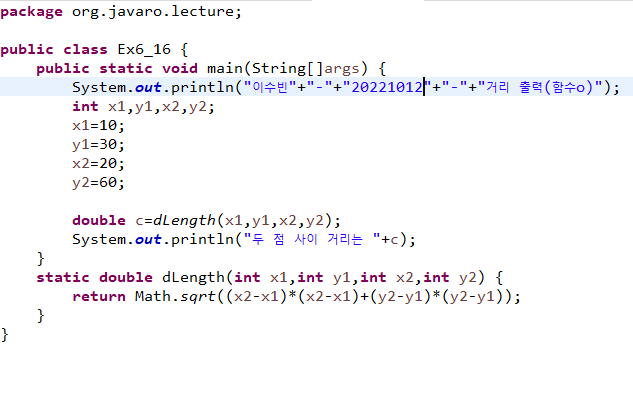 package org.javaro.lecture;
public class Ex6_16 {
public static void main(String[]args) {
System.out.println("이수빈"+"-"+"20221012"+"-"+"거리 출력(함수o)");
int x1,y1,x2,y2;
x1=10;
y1=30;
x2=20;
y2=60;
double c=dLength(x1,y1,x2,y2);
System.out.println("두 점 사이 거리는 "+c);
}
static double dLength(int x1,int y1,int x2,int y2) {
return Math.sqrt((x2-x1)*(x2-x1)+(y2-y1)*(y2-y1));
}
}